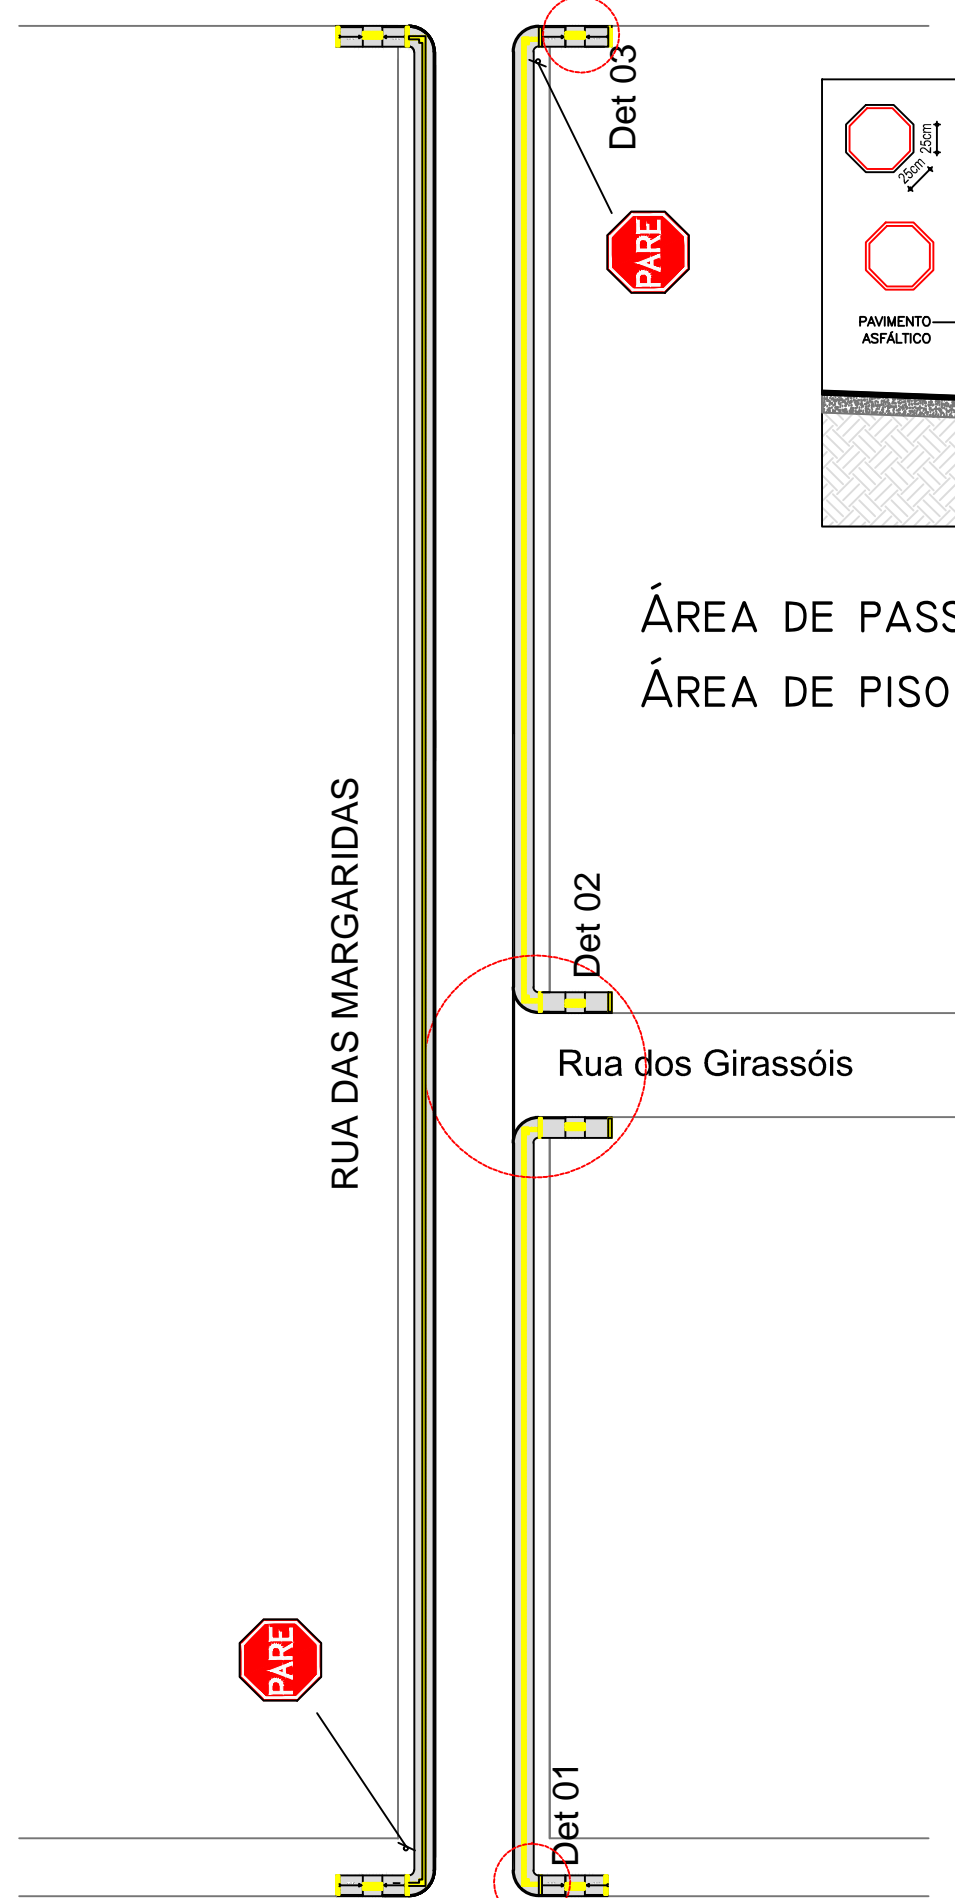 Det 03
25cm
25cm
PARE
PAVIMENTO
ASFÁLTICO
ÁREA DE PASS
ÁREA DE PISO
RUA DAS MARGARIDAS
Det 02
Rua dos Girassóis
PARE
Det 01